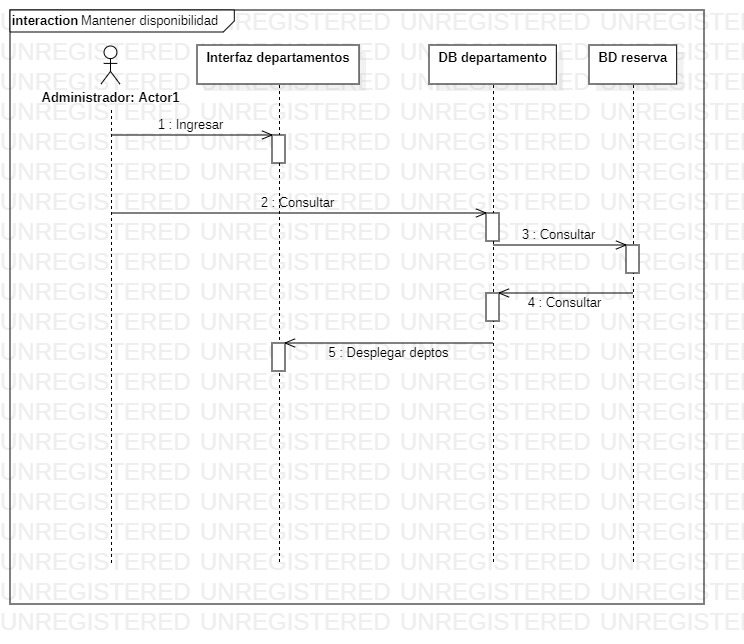 interaction Mantener disponibilidad
Interfaz departamentos
DB departamento
BD reserva
Administrador: Actor1
1 : Ingresar
2 : Consultar
3 : Consultar
4 : Consultar
5 : Desplegar deptos
UNREGISTERED UNREGISTERED UNREGISTERED UNREGISTERED